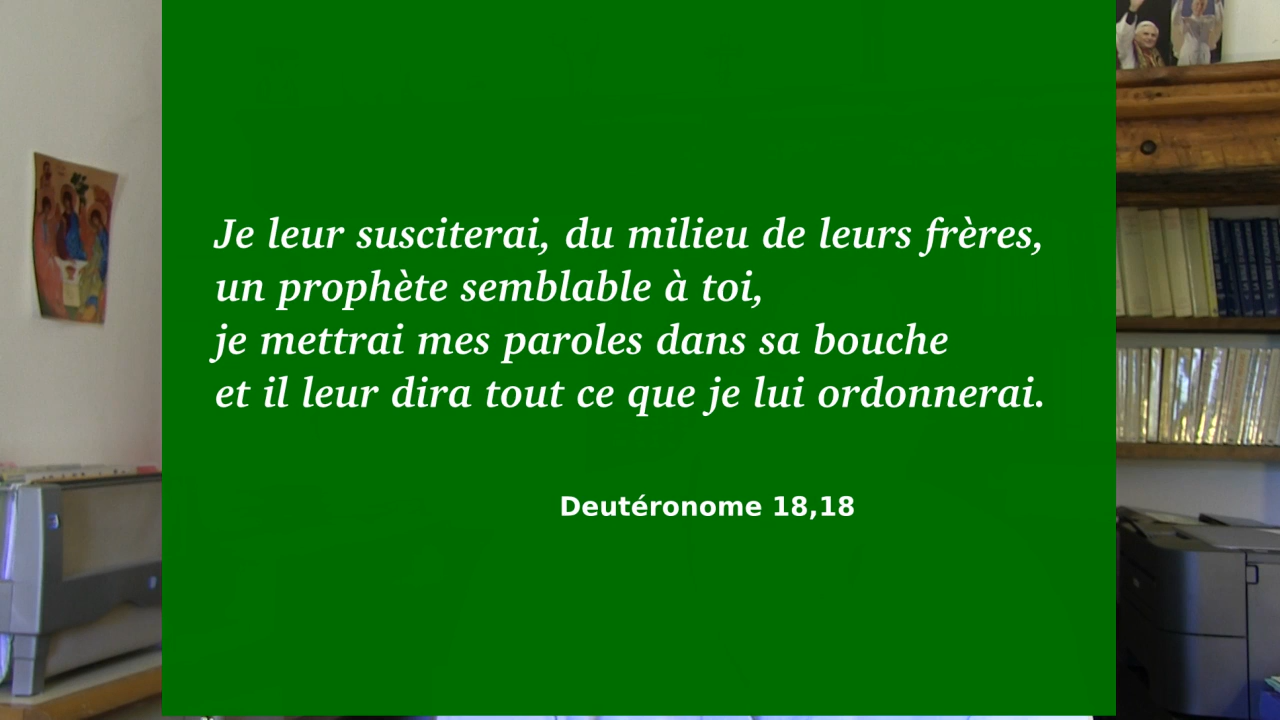 Je leur susciterai, du milieu de leurs frères,
un prophète semblable à toi,
je mettrai mes paroles dans sa bouche
et il leur dira tout ce que je lui ordonnerai.
Deutéronome 18,18